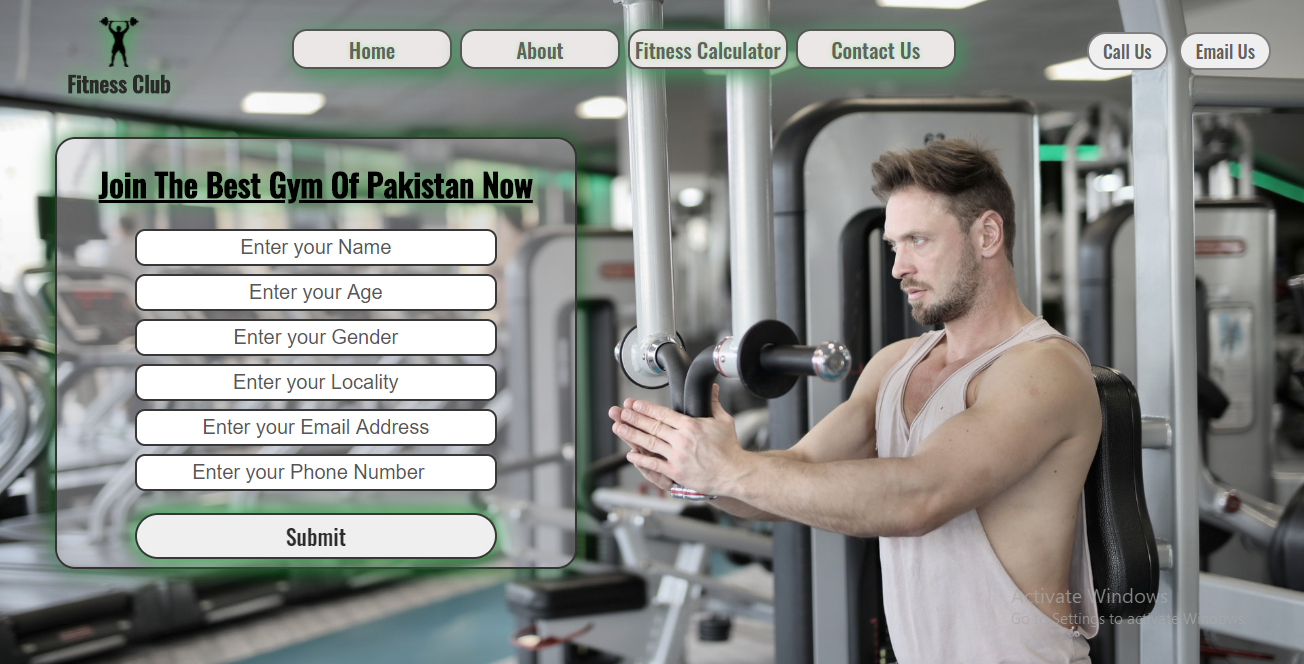 Fitness Club
Home
About
Fitness Calculator
Contact Us
Call Us
Email Us
Join The Best Gym Of Pakistan Now
Enter your Name
Enter your Age
Enter your Gender
Enter your Locality
Enter your Email Address
Enter your Phone Number
Submit
Activate Windows
Go to Settings to activate Windows.